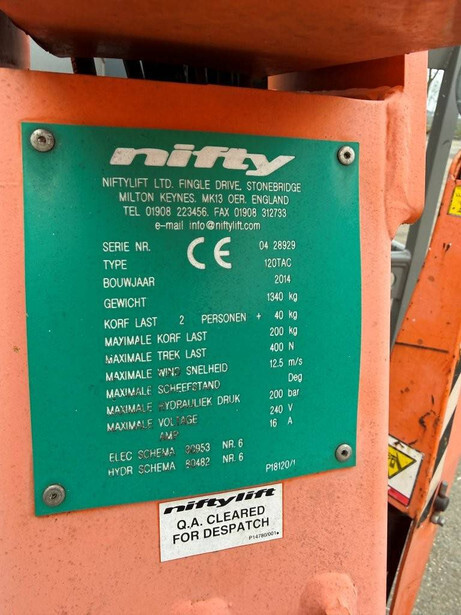 nifty
NIFTYLIFT LTD. FINGLE DRIVE, STONEBRIDGE
MILTON KEYNES. MK13 OER. ENGLAND
TEL 01908 223456. FAX 01908 312733
e-mail info@niftylift.com
CE
SERIE NR. 04 28929
TYPE 120TAC
BOUWJAAR 2014
GEWICHT 1340 kg
KORF LAST 2 PERSONEN + 40 kg
MAXIMALE KORF LAST 200 kg
MAXIMALE TREK LAST 400 N
MAXIMALE WIND SNELHEID 12.5 m/s
MAXIMALE SCHEEFSTAND Deg
MAXIMALE HYDRAULIEK DRUK 200 bar
MAXIMALE VOLTAGE 240 V
AMP 16 A
ELEC SCHEMA 30953 NR. 6
HYDR SCHEMA 80482 NR. 6
P18120/1
niftylift
Q.A. CLEARED
FOR DESPATCH
P14780/001